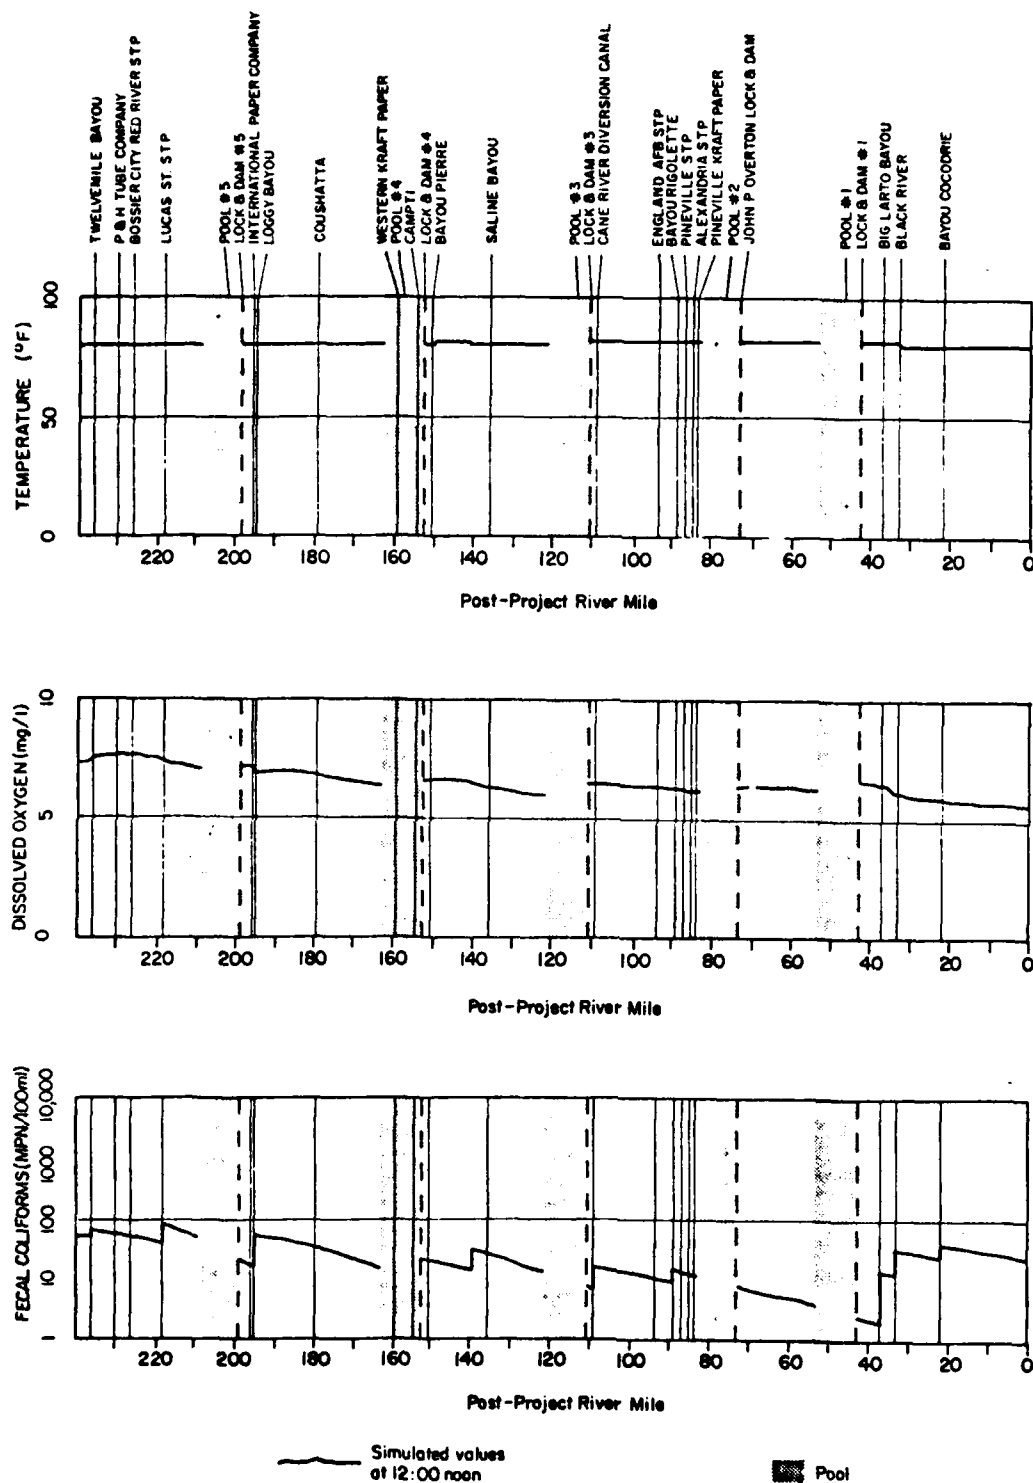 TWELVEMILE BAYOU
P & H TUBE COMPANY
BOSSIER CITY RED RIVER STP
LUCAS ST. STP
POOL #5
LOCK & DAM #5
INTERNATIONAL PAPER COMPANY
LOGGY BAYOU
COUSHATTA
WESTERN KRAFT PAPER
POOL #4
CAMPTI
LOCK & DAM #4
BAYOU PIERRE
SALINE BAYOU
POOL #3
LOCK & DAM #3
CANE RIVER DIVERSION CANAL
ENGLAND AFB STP
BAYOU RIGOLETTE
PINEVILLE STP
ALEXANDRIA STP
PINEVILLE KRAFT PAPER
POOL #2
JOHN P OVERTON LOCK & DAM
POOL #1
LOCK & DAM #1
BIG LARTO BAYOU
BLACK RIVER
BAYOU COCODRIE
TEMPERATURE (°F)
100
50
0
220 200 180 160 140 120 100 80 60 40 20 0
Post-Project River Mile
DISSOLVED OXYGEN (mg/l)
10
5
0
220 200 180 160 140 120 100 80 60 40 20 0
Post-Project River Mile
FECAL COLIFORMS (MPN/100ml)
10,000
1000
100
10
1
220 200 180 160 140 120 100 80 60 40 20 0
Post-Project River Mile
Simulated values
at 12:00 noon
Pool